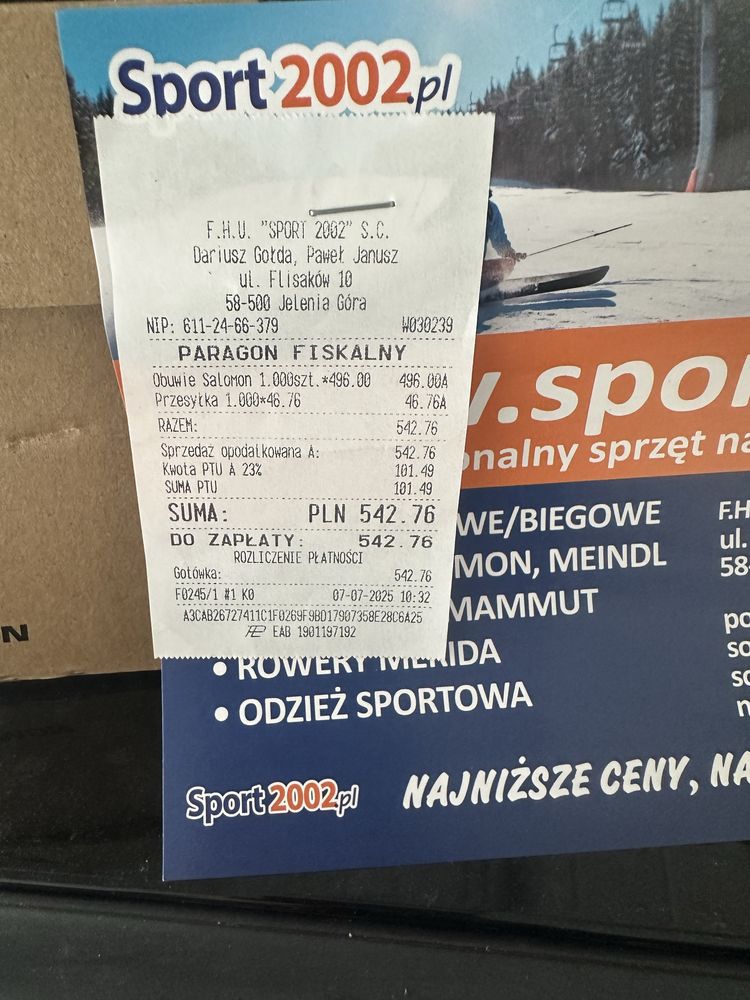 Sport2002.pl
F.H.U. "SPORT 2002" S.C.
Dariusz Gołda, Paweł Janusz
ul. Flisaków 10
58-500 Jelenia Góra
NIP: 611-24-66-379 W030239
PARAGON FISKALNY
Obuwie Salomon 1.000szt.*496.00 496.00A
Przesyłka 1.000*46.76 46.76A
RAZEM: 542.76
Sprzedaż opodatkowana A: 542.76
Kwota PTU A 23% 101.49
SUMA PTU 101.49
SUMA: PLN 542.76
DO ZAPŁATY: 542.76
ROZLICZENIE PŁATNOŚCI
Gotówka: 542.76
F0245/1 #1 K0 07-07-2025 10:32
A3CAB26727411C1F0269F9BD17907358E28C6A25
EAB 1901197192
.spo
onalny sprzęt na
WE/BIEGOWE
MON, MEINDL
MAMMUT
• ROWERY MERIDA
• ODZIEŻ SPORTOWA
F.H
ul.
58-
po
so
sc
n
Sport2002.pl
NAJNIŻSZE CENY, NA
N